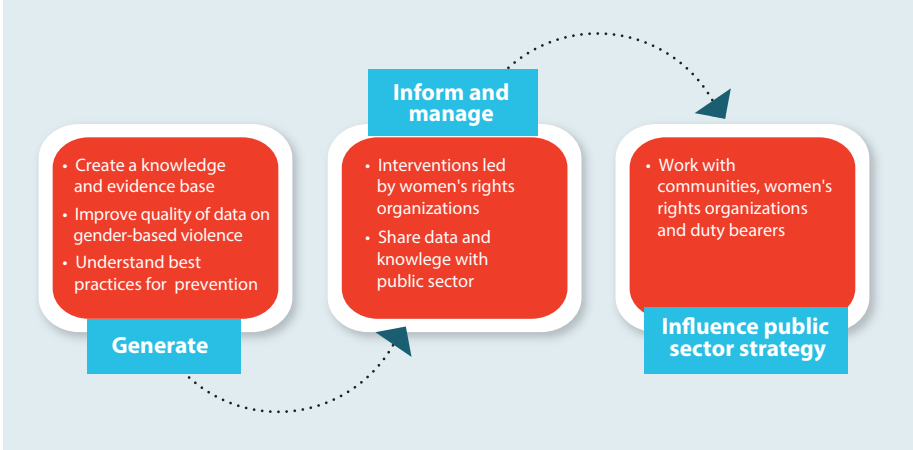 • Create a knowledge
and evidence base
• Improve quality of data on
gender-based violence
• Understand best
practices for prevention
Generate
Inform and
manage
• Interventions led
by women's rights
organizations
• Share data and
knowlege with
public sector
• Work with
communities, women's
rights organizations
and duty bearers
Influence public
sector strategy